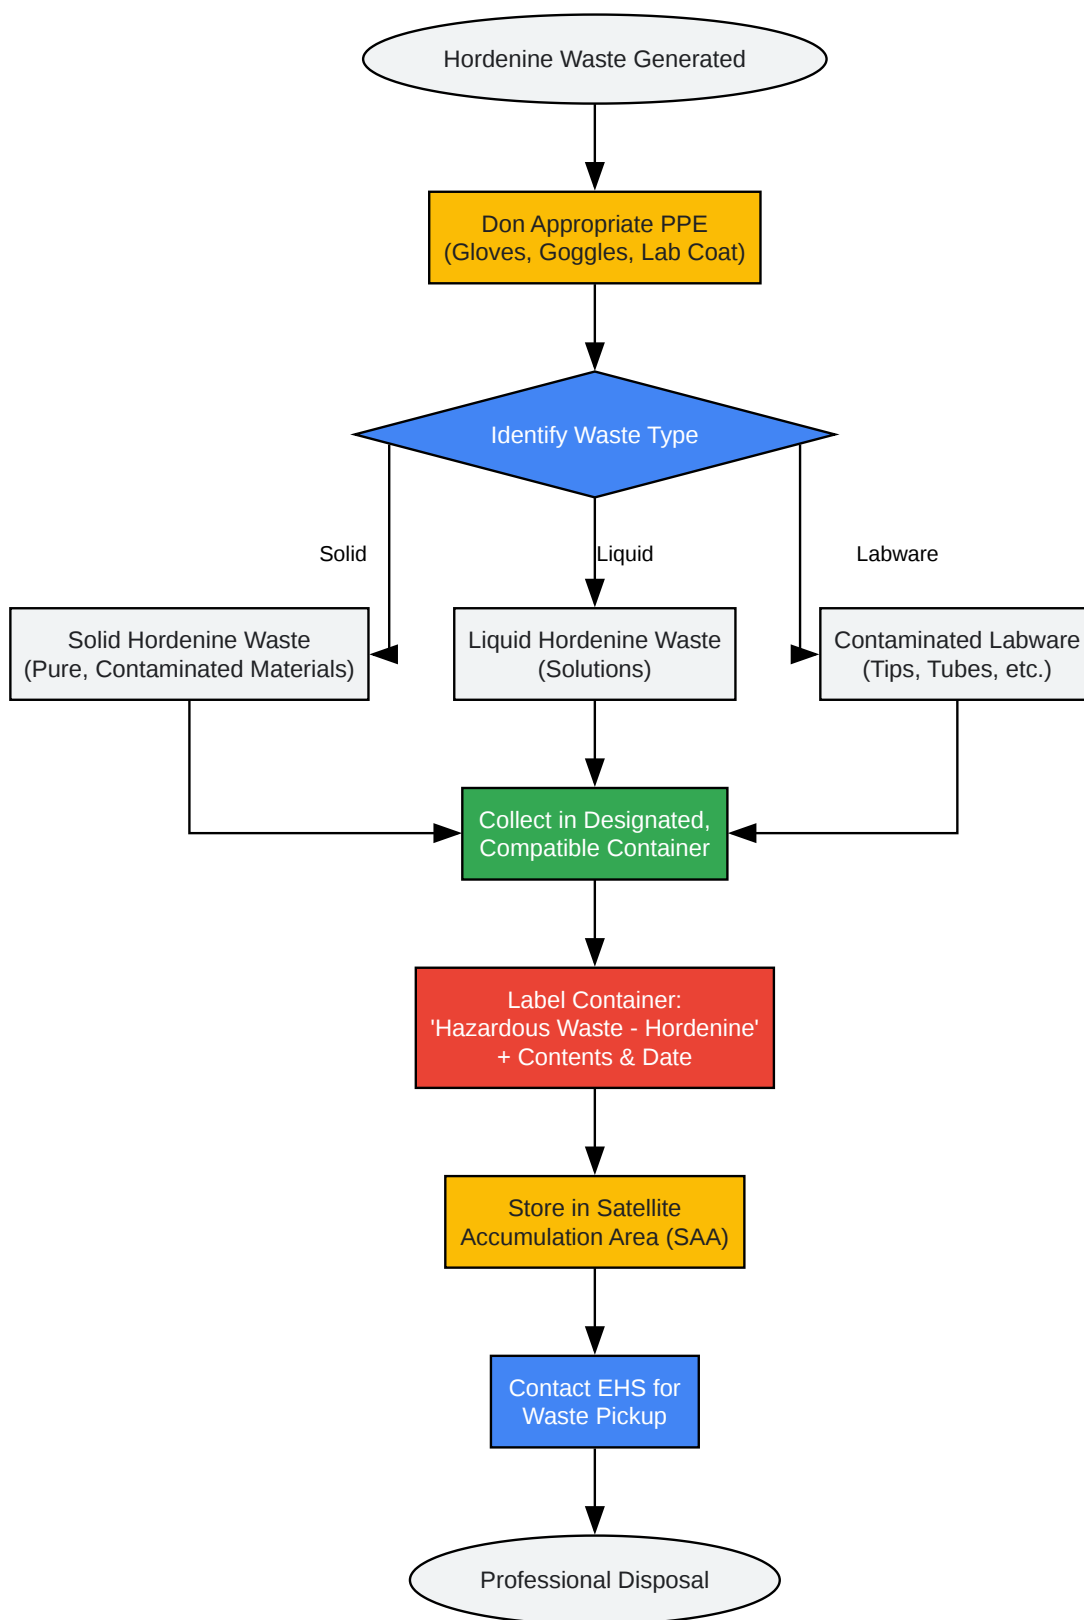 Hordenine Waste Generated
Don Appropriate PPE
(Gloves, Goggles, Lab Coat)
Identify Waste Type
Solid
Liquid
Labware
Solid Hordenine Waste
(Pure, Contaminated Materials)
Liquid Hordenine Waste
(Solutions)
Contaminated Labware
(Tips, Tubes, etc.)
Collect in Designated,
Compatible Container
Label Container:
'Hazardous Waste - Hordenine'
+ Contents & Date
Store in Satellite
Accumulation Area (SAA)
Contact EHS for
Waste Pickup
Professional Disposal